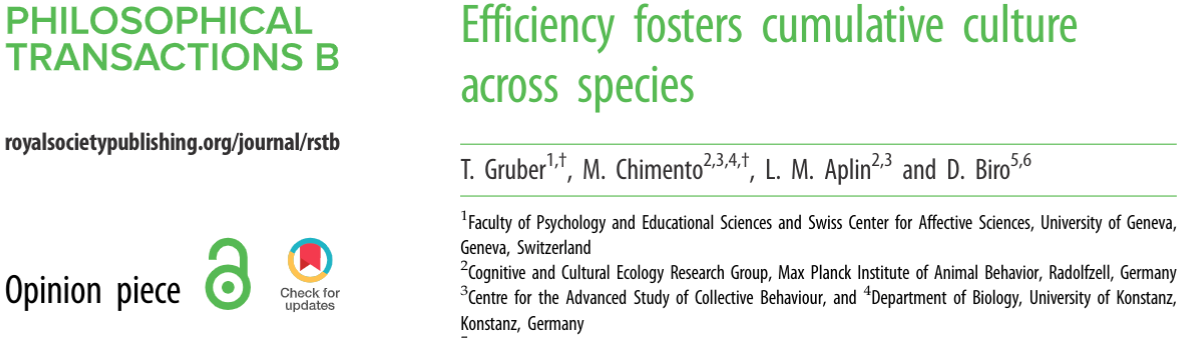 PHILOSOPHICAL
TRANSACTIONS B
royalsocietypublishing.org/journal/rstb
Opinion piece
Check for
updates
Efficiency fosters cumulative culture
across species
T. Gruber1,†, M. Chimento2,3,4,†, L. M. Aplin2,3 and D. Biro5,6
1Faculty of Psychology and Educational Sciences and Swiss Center for Affective Sciences, University of Geneva,
Geneva, Switzerland
2Cognitive and Cultural Ecology Research Group, Max Planck Institute of Animal Behavior, Radolfzell, Germany
3Centre for the Advanced Study of Collective Behaviour, and 4Department of Biology, University of Konstanz,
Konstanz, Germany